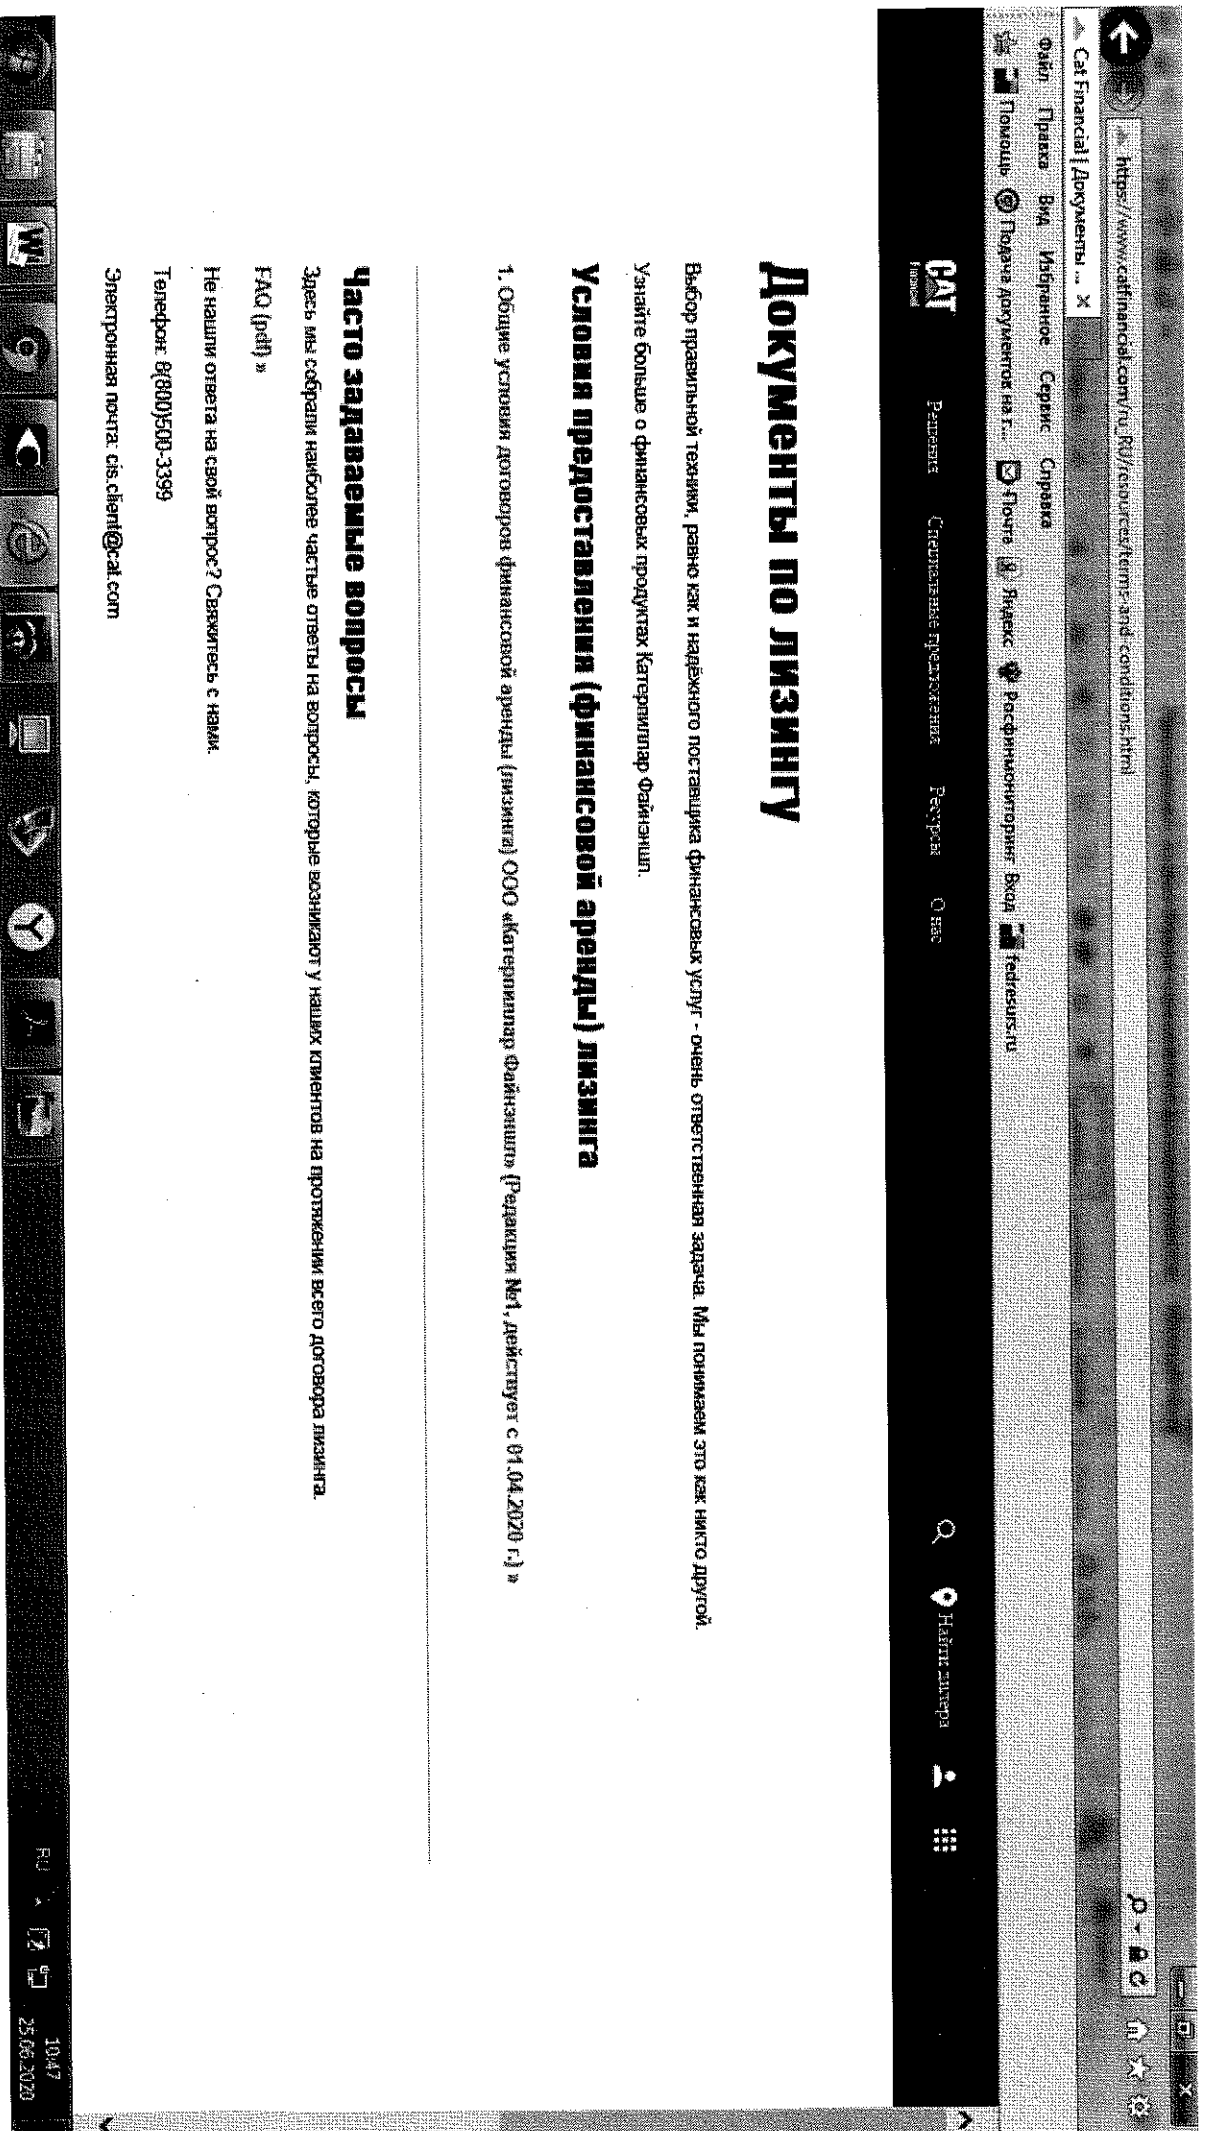 https://www.catfinancial.com/ru_RU/resources/terms-and-conditions.html
Cat Financial | Документы ... ×
Файл Правка Вид Избранное Сервис Справка
Помощь Подача документов на г... Почта Яндекс Росфинмониторинг Вход fedresurs.ru
CAT Financial Решения Специальные предложения Ресурсы О нас Найти дилера
Документы по лизингу
Выбор правильной техники, равно как и надёжного поставщика финансовых услуг - очень ответственная задача. Мы понимаем это как никто другой.
Узнайте больше о финансовых продуктах Катерпиллар Файнэншл.
Условия предоставления (финансовой аренды) лизинга
1. Общие условия договоров финансовой аренды (лизинга) ООО «Катерпиллар Файнэншл» (Редакция №1, действует с 01.04.2020 г.) »
Часто задаваемые вопросы
Здесь мы собрали наиболее частые ответы на вопросы, которые возникают у наших клиентов на протяжении всего договора лизинга.
FAQ (pdf) »
Не нашли ответа на свой вопрос? Свяжитесь с нами.
Телефон: 8(800)500-3399
Электронная почта: cis.client@cat.com
RU
10:47
25.06.2020